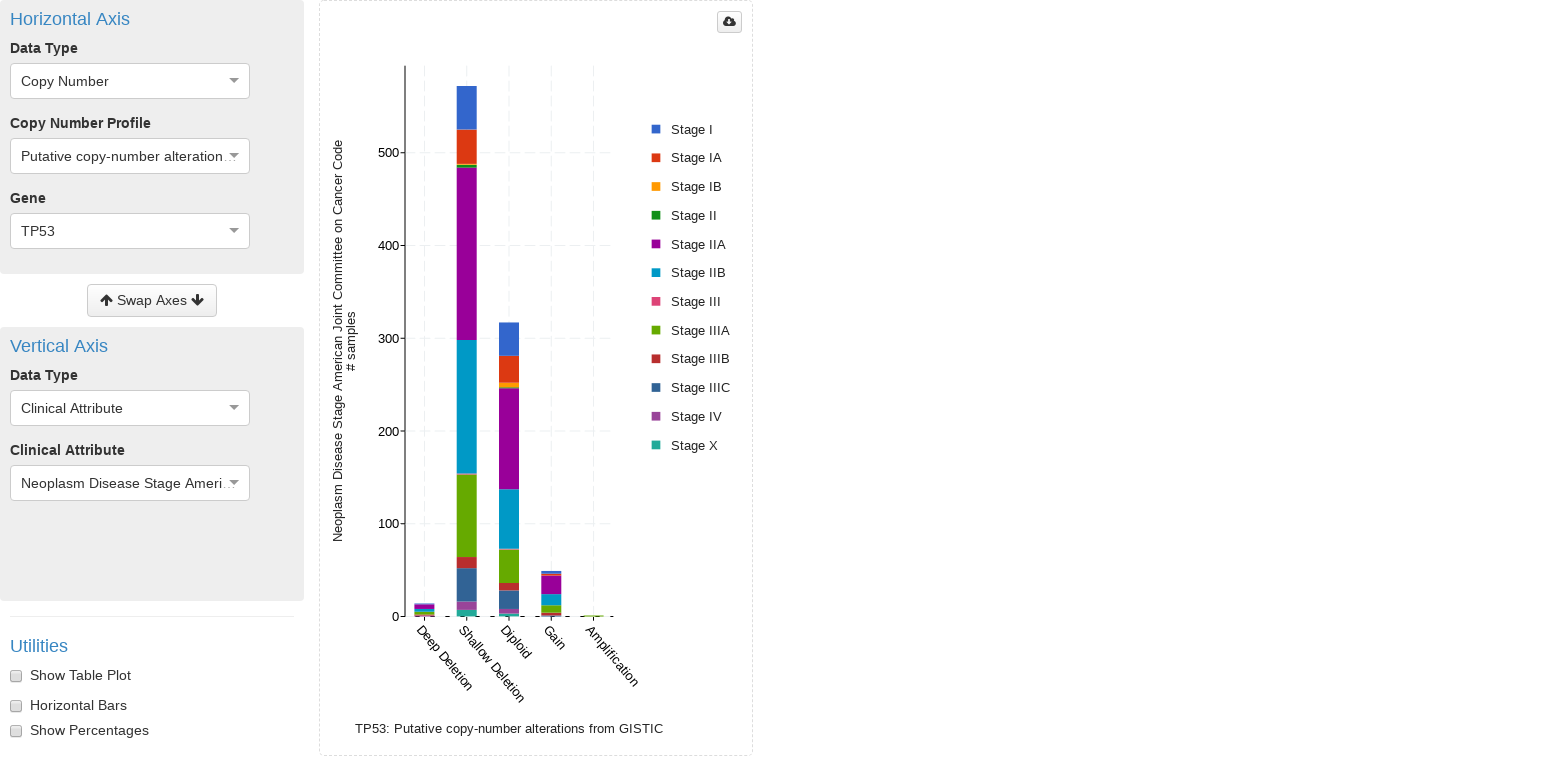 Horizontal Axis
Data Type
Copy Number
Copy Number Profile
Putative copy-number alteration…
Gene
TP53
Swap Axes
Vertical Axis
Data Type
Clinical Attribute
Clinical Attribute
Neoplasm Disease Stage Ameri…
Utilities
Show Table Plot
Horizontal Bars
Show Percentages
Neoplasm Disease Stage American Joint Committee on Cancer Code
# samples
500
400
300
200
100
0
Deep Deletion
Shallow Deletion
Diploid
Gain
Amplification
TP53: Putative copy-number alterations from GISTIC
Stage I
Stage IA
Stage IB
Stage II
Stage IIA
Stage IIB
Stage III
Stage IIIA
Stage IIIB
Stage IIIC
Stage IV
Stage X